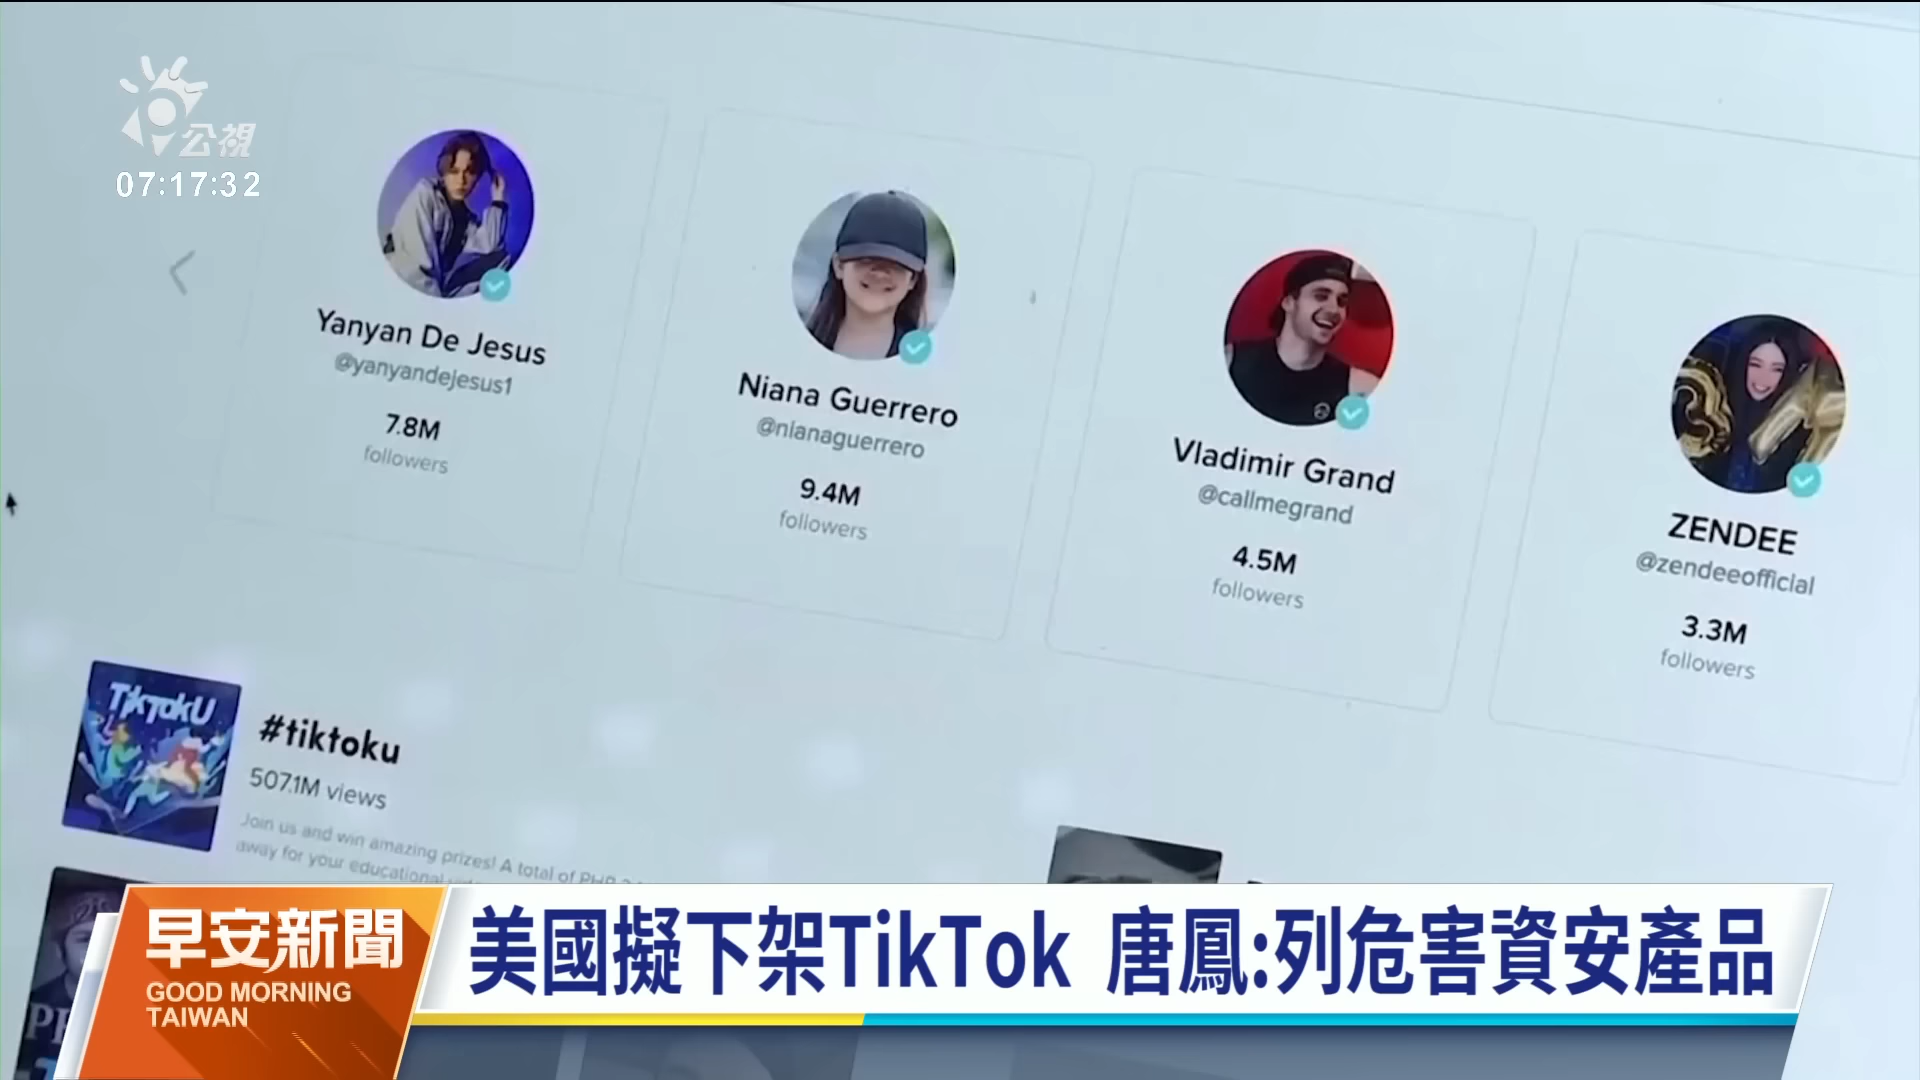 公視
07:17:32
Yanyan De Jesus
@yanyandejesus1
7.8M
followers
Niana Guerrero
@nianaguerrero
9.4M
followers
Vladimir Grand
@callmegrand
4.5M
followers
ZENDEE
@zendeeofficial
3.3M
followers
TikTokU
#tiktoku
507.1M views
Join us and win amazing prizes! A total of PHP
away for your educational
早安新聞
GOOD MORNING
TAIWAN
美國擬下架TikTok 唐鳳:列危害資安產品